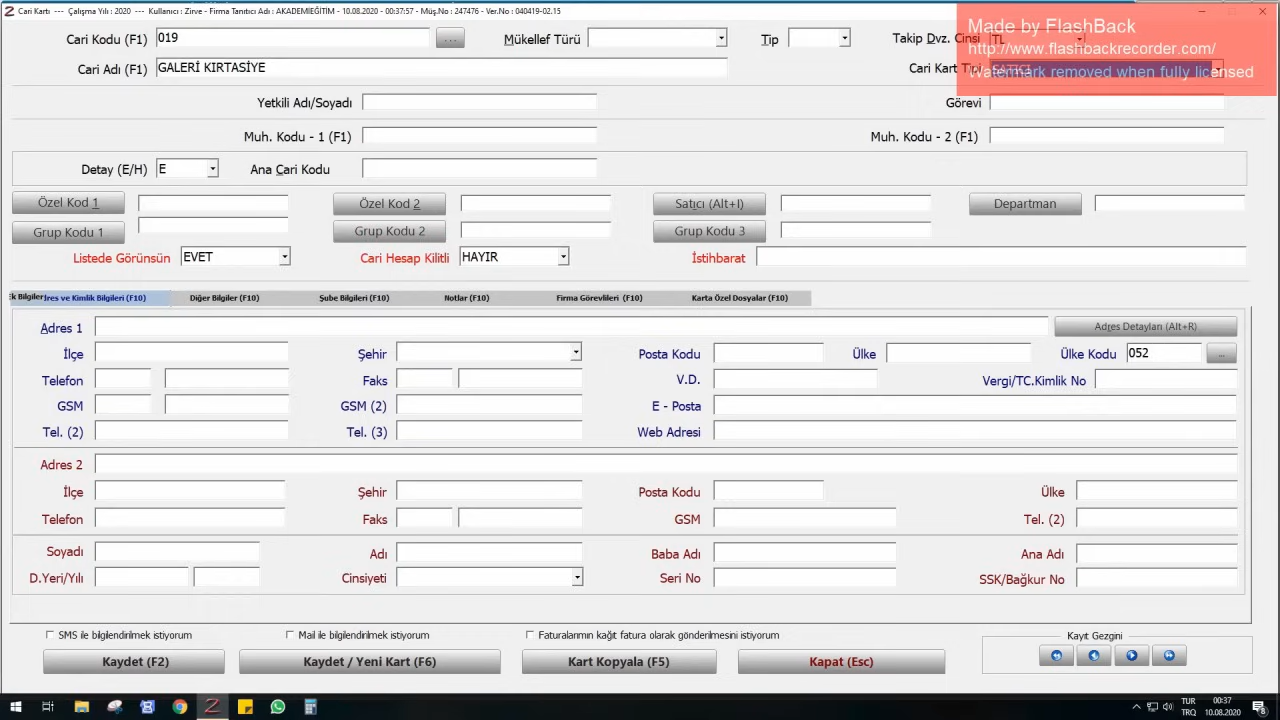 Cari Kartı --- Çalışma Yılı : 2020 --- Kullanıcı : Zirve - Firma Tanıtıcı Adı : AKADEMİEĞİTİM - 10.08.2020 - 00:37:57 - Müş.No : 247476 - Ver.No : 040419-02.15
Made by FlashBack
http://www.flashbackrecorder.com/
Watermark removed when fully licensed
Cari Kodu (F1) 019 ... Mükellef Türü Tip Takip Dvz. Cinsi TL
Cari Adı (F1) GALERİ KIRTASİYE Cari Kart Tipi SATICI
Yetkili Adı/Soyadı Görevi
Muh. Kodu - 1 (F1) Muh. Kodu - 2 (F1)
Detay (E/H) E Ana Cari Kodu
Özel Kod 1 Özel Kod 2 Satıcı (Alt+I) Departman
Grup Kodu 1 Grup Kodu 2 Grup Kodu 3
Listede Görünsün EVET Cari Hesap Kilitli HAYIR İstihbarat
Ek Bilgiler Ires ve Kimlik Bilgileri (F10) Diğer Bilgiler (F10) Şube Bilgileri (F10) Notlar (F10) Firma Görevlileri (F10) Karta Özel Dosyalar (F10)
Adres 1 Adres Detayları (Alt+R)
İlçe Şehir Posta Kodu Ülke Ülke Kodu 052 ...
Telefon Faks V.D. Vergi/TC.Kimlik No
GSM GSM (2) E - Posta
Tel. (2) Tel. (3) Web Adresi
Adres 2
İlçe Şehir Posta Kodu Ülke
Telefon Faks GSM Tel. (2)
Soyadı Adı Baba Adı Ana Adı
D.Yeri/Yılı Cinsiyeti Seri No SSK/Bağkur No
SMS ile bilgilendirilmek istiyorum Mail ile bilgilendirilmek istiyorum Faturalarımın kağıt fatura olarak gönderilmesini istiyorum Kayıt Gezgini
Kaydet (F2) Kaydet / Yeni Kart (F6) Kart Kopyala (F5) Kapat (Esc)
TUR 00:37
TRQ 10.08.2020 8